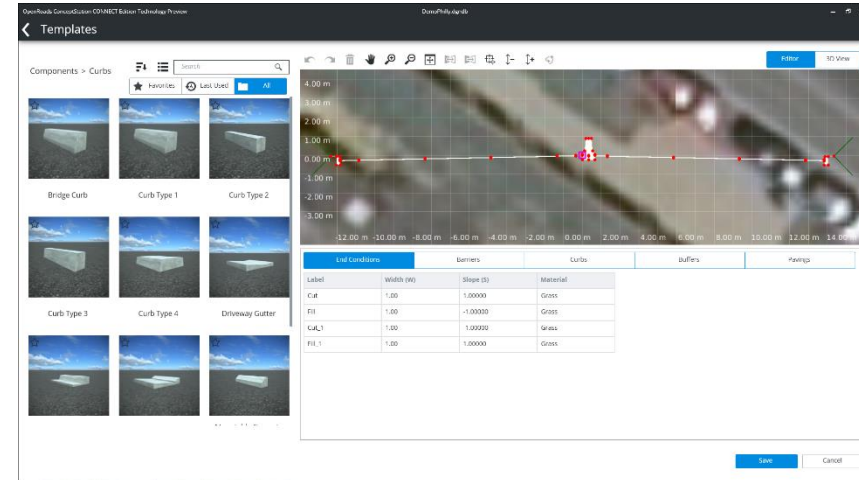 OpenRoads ConceptStation CONNECT Edition Technology Preview
DemoPhilly.dgndb
Templates
Components > Curbs
Search
Favorites Last Used All
Bridge Curb Curb Type 1 Curb Type 2
Curb Type 3 Curb Type 4 Driveway Gutter
Editor 3D View
4.00 m
3.00 m
2.00 m
1.00 m
0.00 m
-1.00 m
-2.00 m
-3.00 m
-12.00 m -10.00 m -8.00 m -6.00 m -4.00 m -2.00 m 0.00 m 2.00 m 4.00 m 6.00 m 8.00 m 10.00 m 12.00 m 14.00
End Conditions Barriers Curbs Buffers Pavings
Label Width (W) Slope (S) Material
Cut 1.00 1.00000 Grass
Fill 1.00 -1.00000 Grass
Cut_1 1.00 1.00000 Grass
Fill_1 1.00 1.00000 Grass
Save Cancel